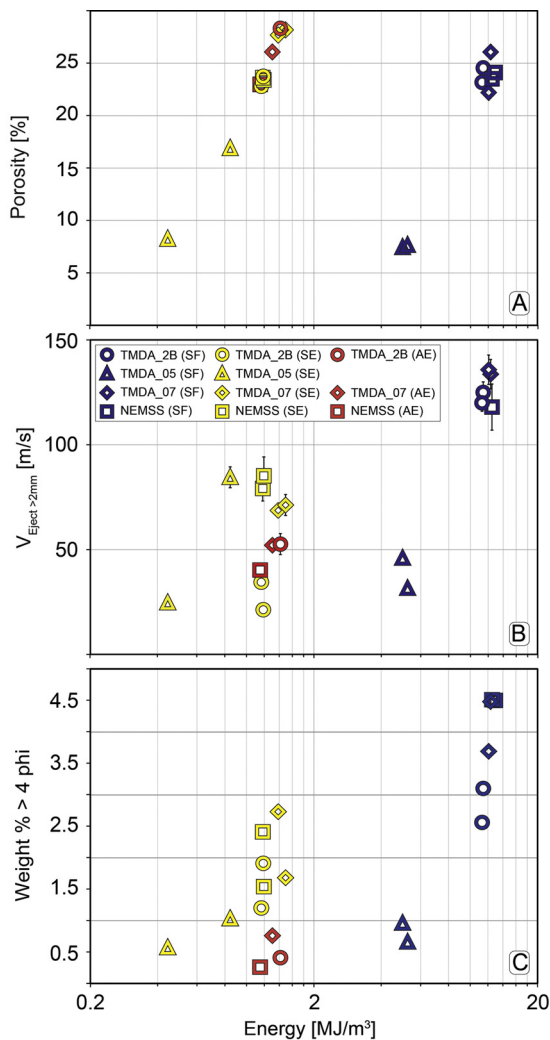 Porosity [%]
25
20
15
10
5
A
V Eject >2mm [m/s]
150
100
50
TMDA_2B (SF) TMDA_2B (SE) TMDA_2B (AE)
TMDA_05 (SF) TMDA_05 (SE)
TMDA_07 (SF) TMDA_07 (SE) TMDA_07 (AE)
NEMSS (SF) NEMSS (SE) NEMSS (AE)
B
Weight % > 4 phi
4.5
3.5
2.5
1.5
0.5
C
0.2 2 20
Energy [MJ/m³]